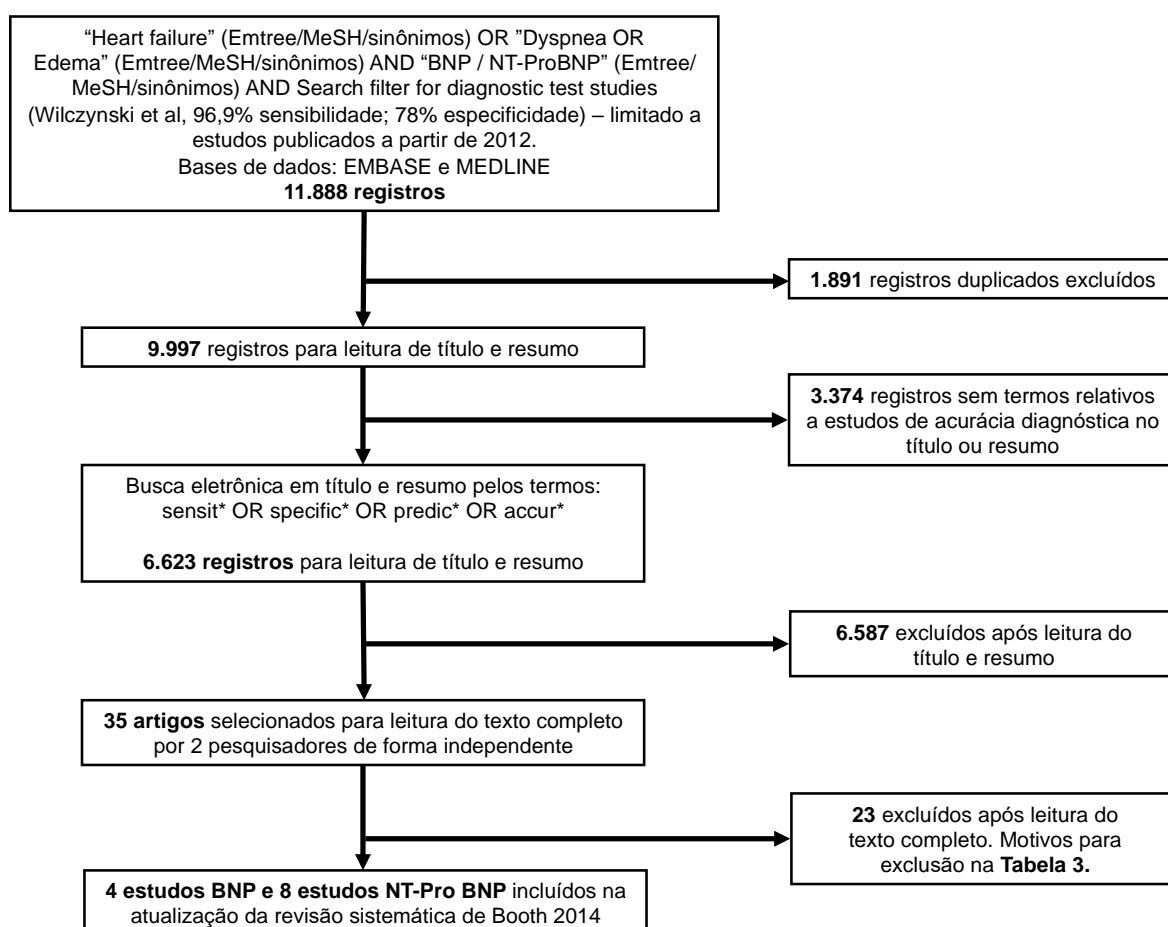 “Heart failure” (Emtree/MeSH/sinônimos) OR ”Dyspnea OR
Edema” (Emtree/MeSH/sinônimos) AND “BNP / NT-ProBNP” (Emtree/
MeSH/sinônimos) AND Search filter for diagnostic test studies
(Wilczynski et al, 96,9% sensibilidade; 78% especificidade) – limitado a
estudos publicados a partir de 2012.
Bases de dados: EMBASE e MEDLINE
11.888 registros
1.891 registros duplicados excluídos
9.997 registros para leitura de título e resumo
3.374 registros sem termos relativos
a estudos de acurácia diagnóstica no
título ou resumo
Busca eletrônica em título e resumo pelos termos:
sensit* OR specific* OR predic* OR accur*
6.623 registros para leitura de título e resumo
6.587 excluídos após leitura do
título e resumo
35 artigos selecionados para leitura do texto completo
por 2 pesquisadores de forma independente
23 excluídos após leitura do
texto completo. Motivos para
exclusão na Tabela 3.
4 estudos BNP e 8 estudos NT-Pro BNP incluídos na
atualização da revisão sistemática de Booth 2014